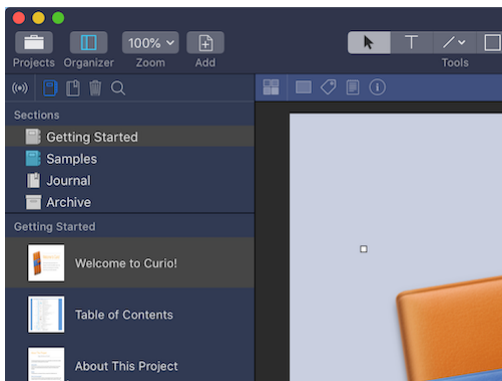 100%
Projects Organizer Zoom Add Tools
Sections
Getting Started
Samples
Journal
Archive
Getting Started
Welcome to Curio!
Table of Contents
About This Project